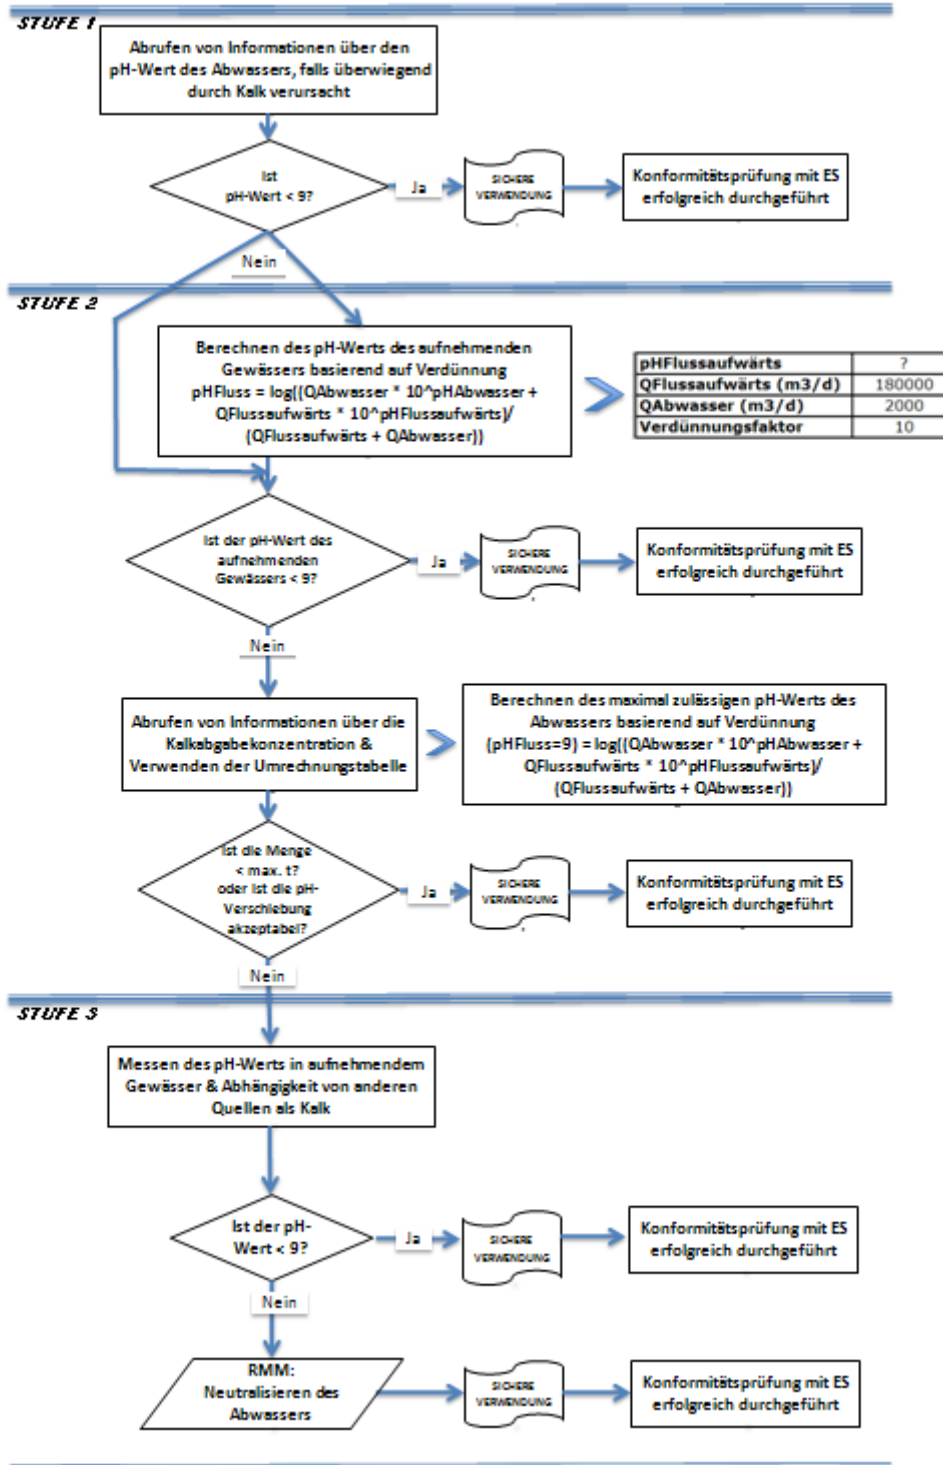 STUFE 1
Abrufen von Informationen über den
pH-Wert des Abwassers, falls überwiegend
durch Kalk verursacht
Ist
pH-Wert < 9?
Ja
SICHERE
VERWENDUNG
Konformitätsprüfung mit ES
erfolgreich durchgeführt
Nein
STUFE 2
Berechnen des pH-Werts des aufnehmenden
Gewässers basierend auf Verdünnung
pHFluss = log((QAbwasser * 10^pHAbwasser +
QFlussaufwärts * 10^pHFlussaufwärts)/
(QFlussaufwärts + QAbwasser))
pHFlussaufwärts ?
QFlussaufwärts (m3/d) 180000
QAbwasser (m3/d) 2000
Verdünnungsfaktor 10
Ist der pH-Wert des
aufnehmenden
Gewässers < 9?
Ja
SICHERE
VERWENDUNG
Konformitätsprüfung mit ES
erfolgreich durchgeführt
Nein
Abrufen von Informationen über die
Kalkabgabekonzentration &
Verwenden der Umrechnungstabelle
Berechnen des maximal zulässigen pH-Werts des
Abwassers basierend auf Verdünnung
(pHFluss=9) = log((QAbwasser * 10^pHAbwasser +
QFlussaufwärts * 10^pHFlussaufwärts)/
(QFlussaufwärts + QAbwasser))
Ist die Menge
< max. t?
oder ist die pH-
Verschiebung
akzeptabel?
Ja
SICHERE
VERWENDUNG
Konformitätsprüfung mit ES
erfolgreich durchgeführt
Nein
STUFE 3
Messen des pH-Werts in aufnehmendem
Gewässer & Abhängigkeit von anderen
Quellen als Kalk
Ist der pH-
Wert < 9?
Ja
SICHERE
VERWENDUNG
Konformitätsprüfung mit ES
erfolgreich durchgeführt
Nein
RMM:
Neutralisieren des
Abwassers
SICHERE
VERWENDUNG
Konformitätsprüfung mit ES
erfolgreich durchgeführt